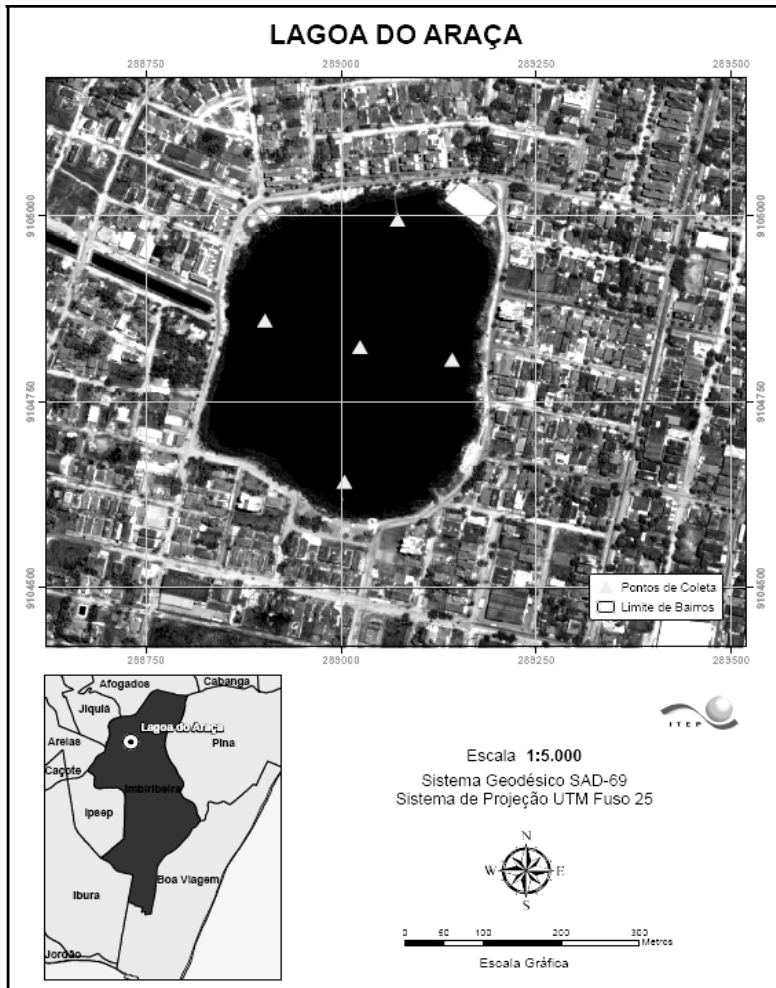 LAGOA DO ARAÇA
288750 289000 289250 289500
9105000 9105000
9104750 9104750
9104500 9104500
Pontos de Coleta
Limite de Bairros
288750 289000 289250 289500
Afogados
Cabanga
Jiquiá
Lagoa do Araça
Areias
Pina
Caçote
Imbiribeira
Ipsep
Boa Viagem
Ibura
Jordão
ITEP
Escala 1:5.000
Sistema Geodésico SAD-69
Sistema de Projeção UTM Fuso 25
N
W E
S
0 50 100 200 300
Metros
Escala Gráfica